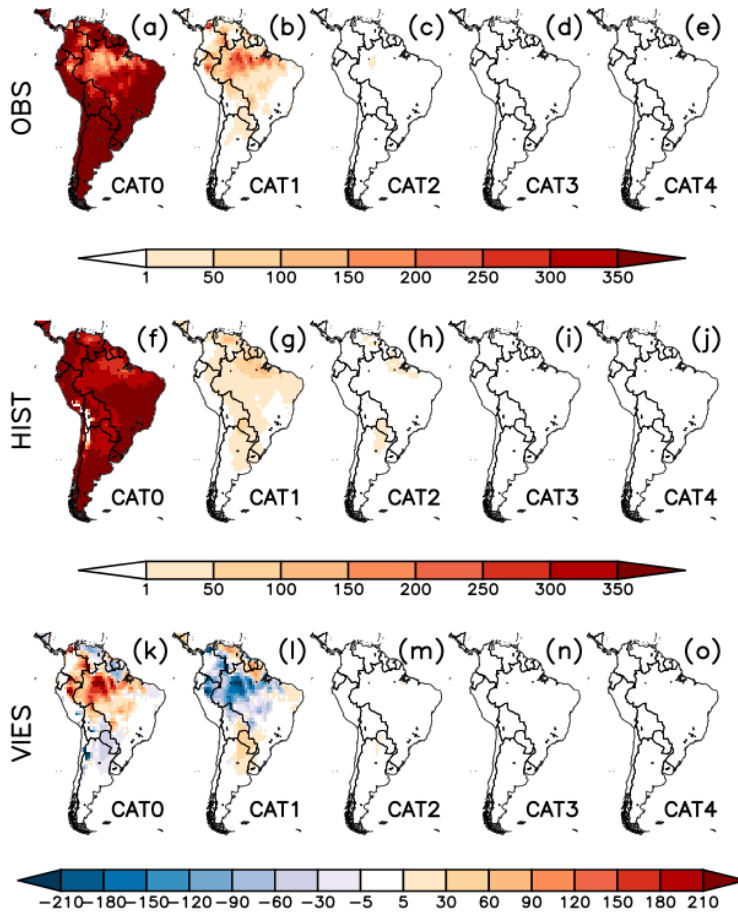 (a) (b) (c) (d) (e)
OBS
CAT0 CAT1 CAT2 CAT3 CAT4
1 50 100 150 200 250 300 350
(f) (g) (h) (i) (j)
HIST
CAT0 CAT1 CAT2 CAT3 CAT4
1 50 100 150 200 250 300 350
(k) (l) (m) (n) (o)
VIES
CAT0 CAT1 CAT2 CAT3 CAT4
−210 −180 −150 −120 −90 −60 −30 −5 5 30 60 90 120 150 180 210